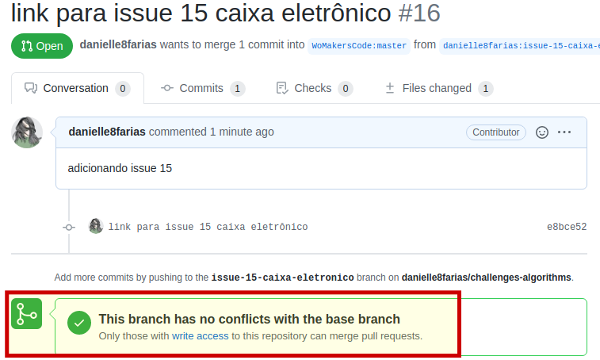 link para issue 15 caixa eletrônico #16
Open danielle8farias wants to merge 1 commit into WoMakersCode:master from danielle8farias:issue-15-caixa-e
Conversation 0 Commits 1 Checks 0 Files changed 1
danielle8farias commented 1 minute ago Contributor
adicionando issue 15
link para issue 15 caixa eletrônico e8bce52
Add more commits by pushing to the issue-15-caixa-eletronico branch on danielle8farias/challenges-algorithms.
This branch has no conflicts with the base branch
Only those with write access to this repository can merge pull requests.